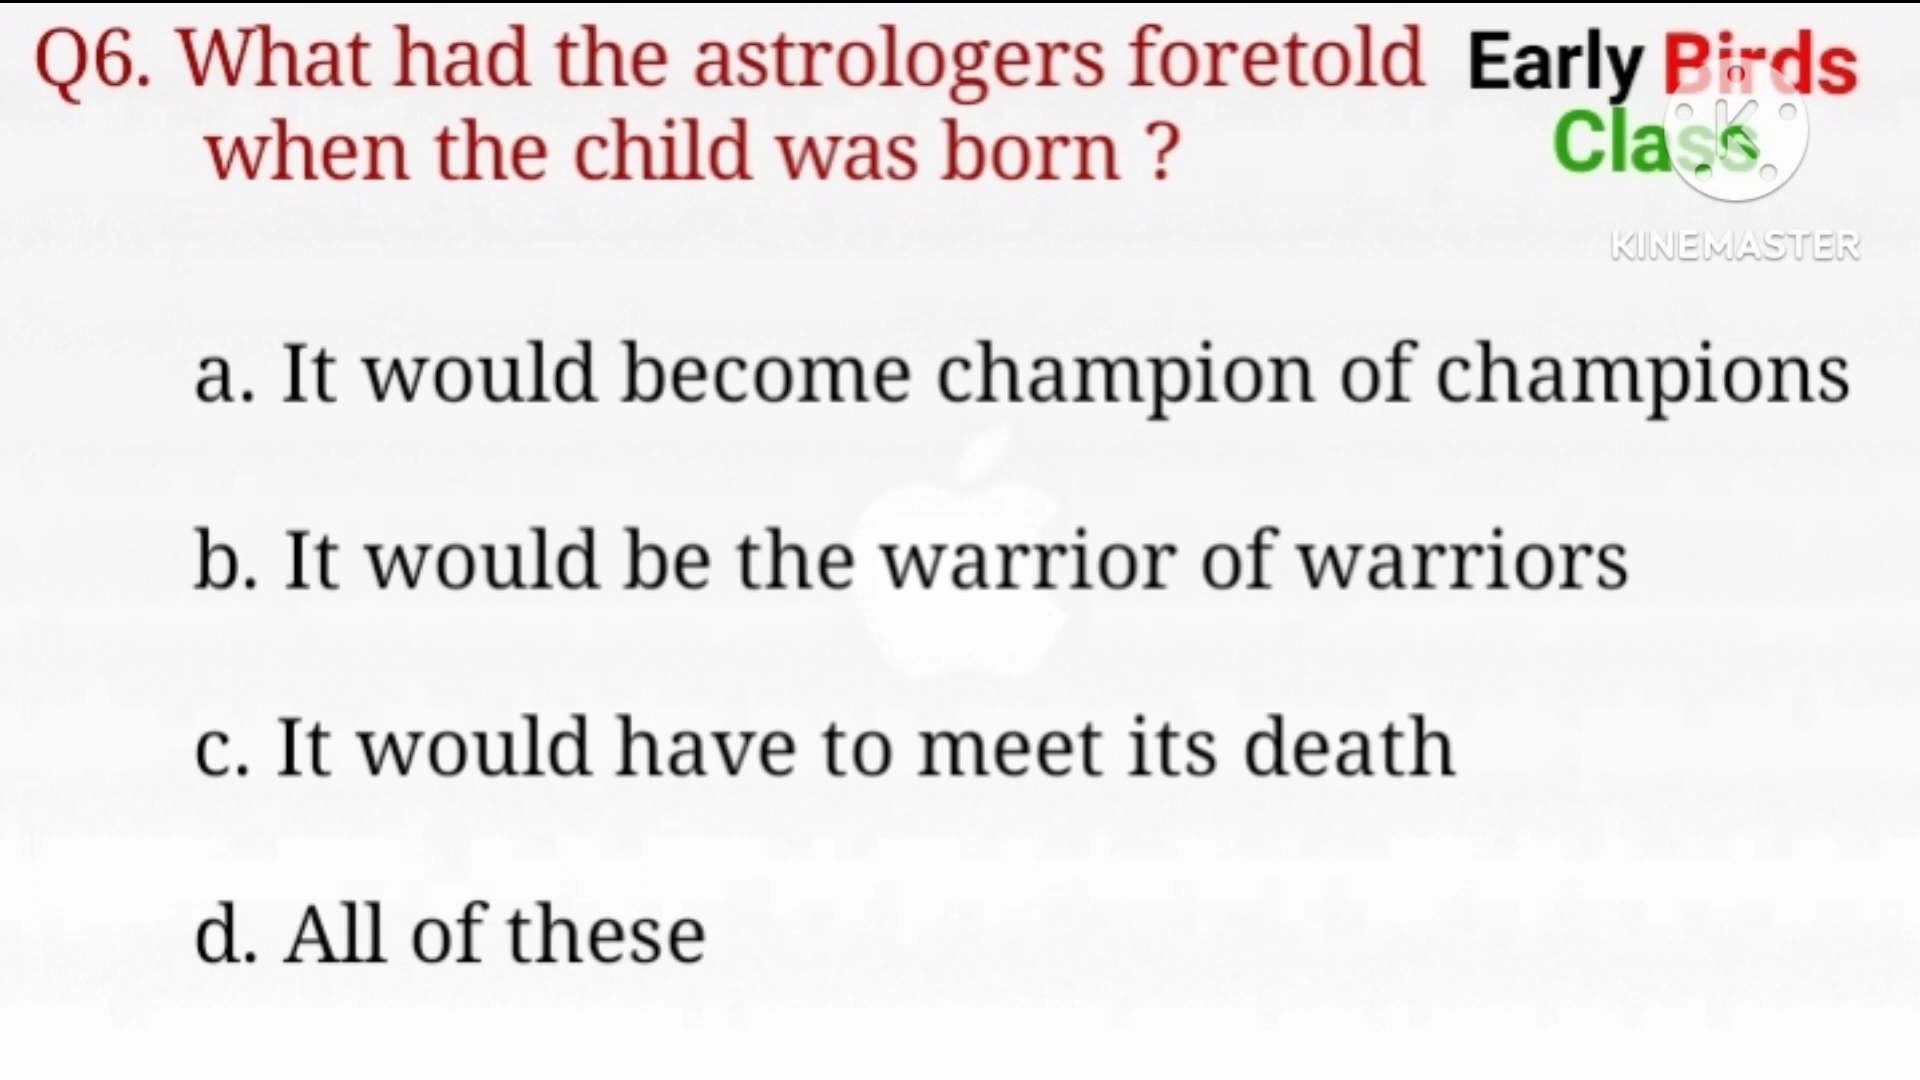 Q6. What had the astrologers foretold
when the child was born ?
Early Birds
Class
KINEMASTER
a. It would become champion of champions
b. It would be the warrior of warriors
c. It would have to meet its death
d. All of these